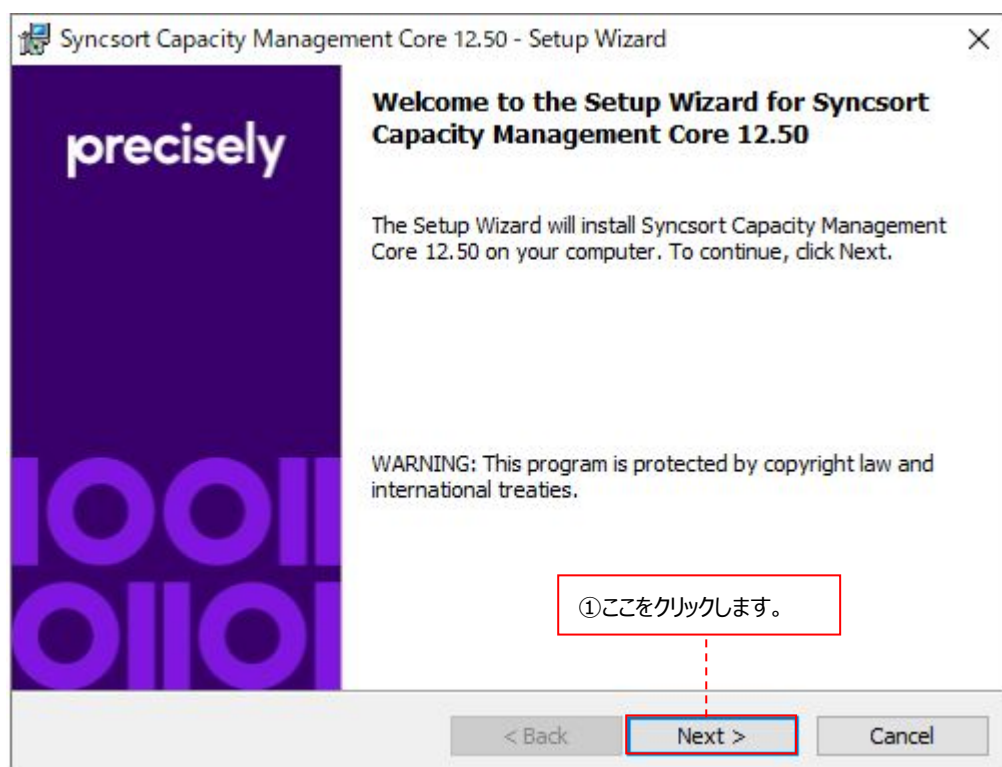 Syncsort Capacity Management Core 12.50 - Setup Wizard
precisely
Welcome to the Setup Wizard for Syncsort
Capacity Management Core 12.50
The Setup Wizard will install Syncsort Capacity Management
Core 12.50 on your computer. To continue, click Next.
WARNING: This program is protected by copyright law and
international treaties.
①ここをクリックします。
< Back
Next >
Cancel